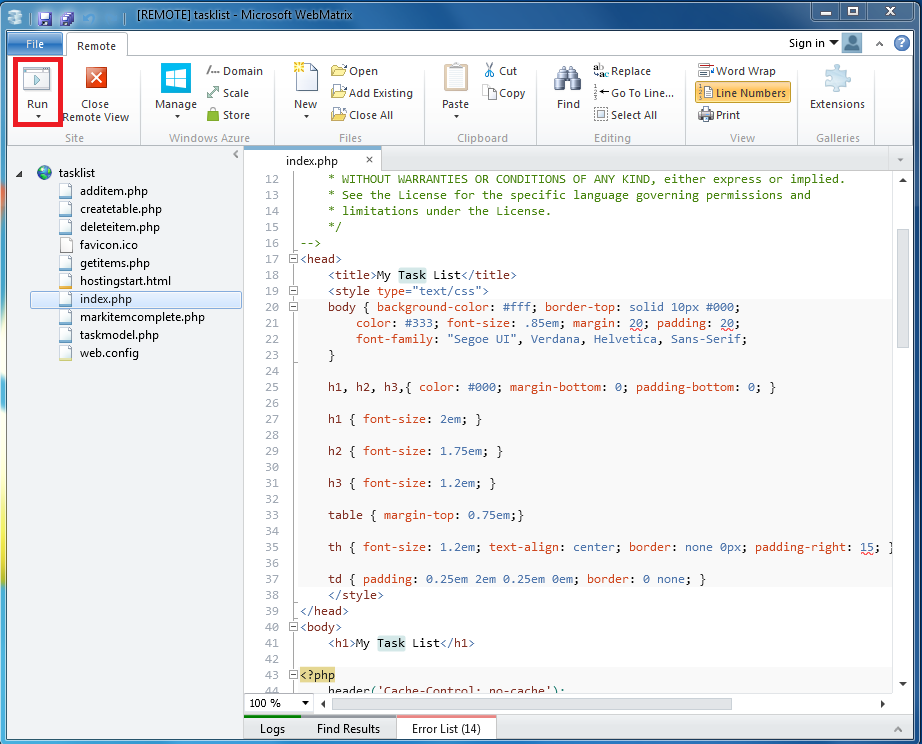 [REMOTE] tasklist - Microsoft WebMatrix
File
Remote
Sign in
Run
Close Remote View
Site
Manage
Domain
Scale
Store
Windows Azure
New
Open
Add Existing
Close All
Files
Paste
Cut
Copy
Clipboard
Find
Replace
Go To Line...
Select All
Editing
Word Wrap
Line Numbers
Print
View
Extensions
Galleries
tasklist
additem.php
createtable.php
deleteitem.php
favicon.ico
getitems.php
hostingstart.html
index.php
markitemcomplete.php
taskmodel.php
web.config
index.php
12 * WITHOUT WARRANTIES OR CONDITIONS OF ANY KIND, either express or implied.
13 * See the License for the specific language governing permissions and
14 * limitations under the License.
15 */
16 -->
17 <head>
18 <title>My Task List</title>
19 <style type="text/css">
20 body { background-color: #fff; border-top: solid 10px #000;
21 color: #333; font-size: .85em; margin: 20; padding: 20;
22 font-family: "Segoe UI", Verdana, Helvetica, Sans-Serif;
23 }
24
25 h1, h2, h3,{ color: #000; margin-bottom: 0; padding-bottom: 0; }
26
27 h1 { font-size: 2em; }
28
29 h2 { font-size: 1.75em; }
30
31 h3 { font-size: 1.2em; }
32
33 table { margin-top: 0.75em;}
34
35 th { font-size: 1.2em; text-align: center; border: none 0px; padding-right: 15; }
36
37 td { padding: 0.25em 2em 0.25em 0em; border: 0 none; }
38 </style>
39 </head>
40 <body>
41 <h1>My Task List</h1>
42
43 <?php
44 header('Cache-Control: no-cache');
100 %
Logs
Find Results
Error List (14)